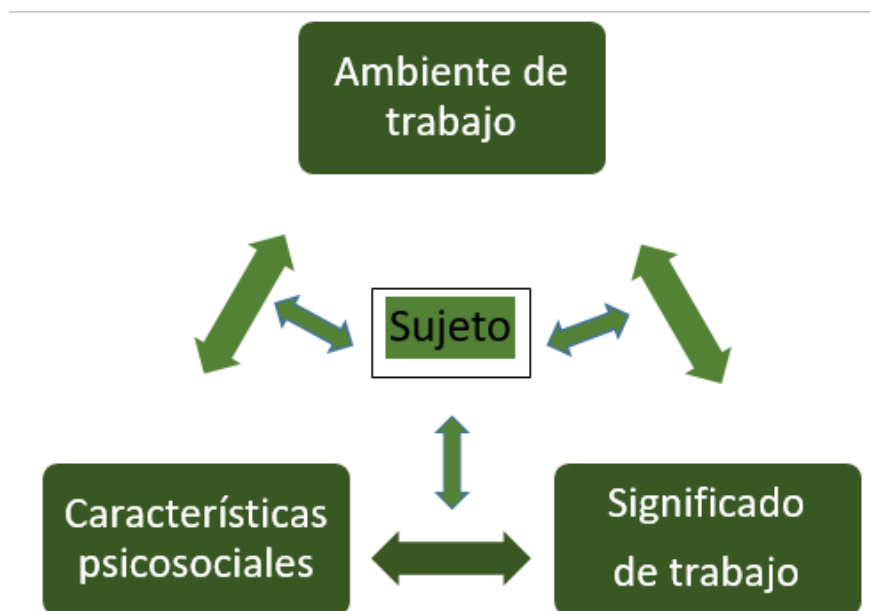 Ambiente de
trabajo
Sujeto
Características
psicosociales
Significado
de trabajo